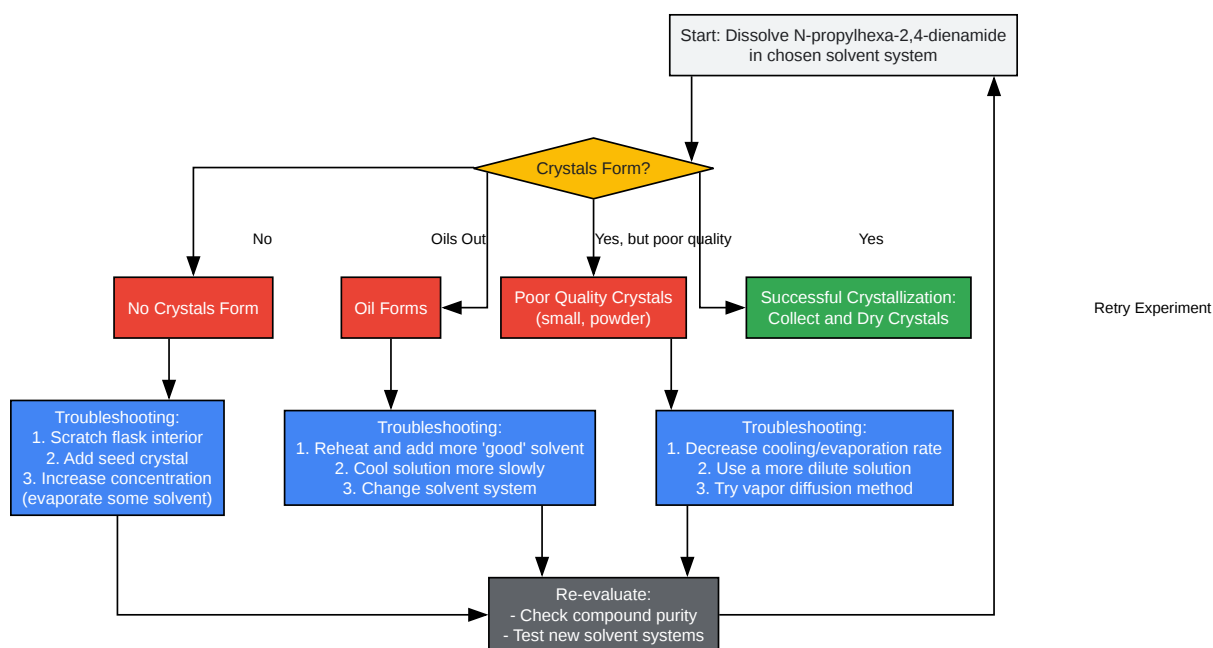 Start: Dissolve N-propylhexa-2,4-dienamide
in chosen solvent system
Crystals Form?
No
Oils Out
Yes, but poor quality
Yes
No Crystals Form
Oil Forms
Poor Quality Crystals
(small, powder)
Successful Crystallization:
Collect and Dry Crystals
Retry Experiment
Troubleshooting:
1. Scratch flask interior
2. Add seed crystal
3. Increase concentration
(evaporate some solvent)
Troubleshooting:
1. Reheat and add more 'good' solvent
2. Cool solution more slowly
3. Change solvent system
Troubleshooting:
1. Decrease cooling/evaporation rate
2. Use a more dilute solution
3. Try vapor diffusion method
Re-evaluate:
- Check compound purity
- Test new solvent systems